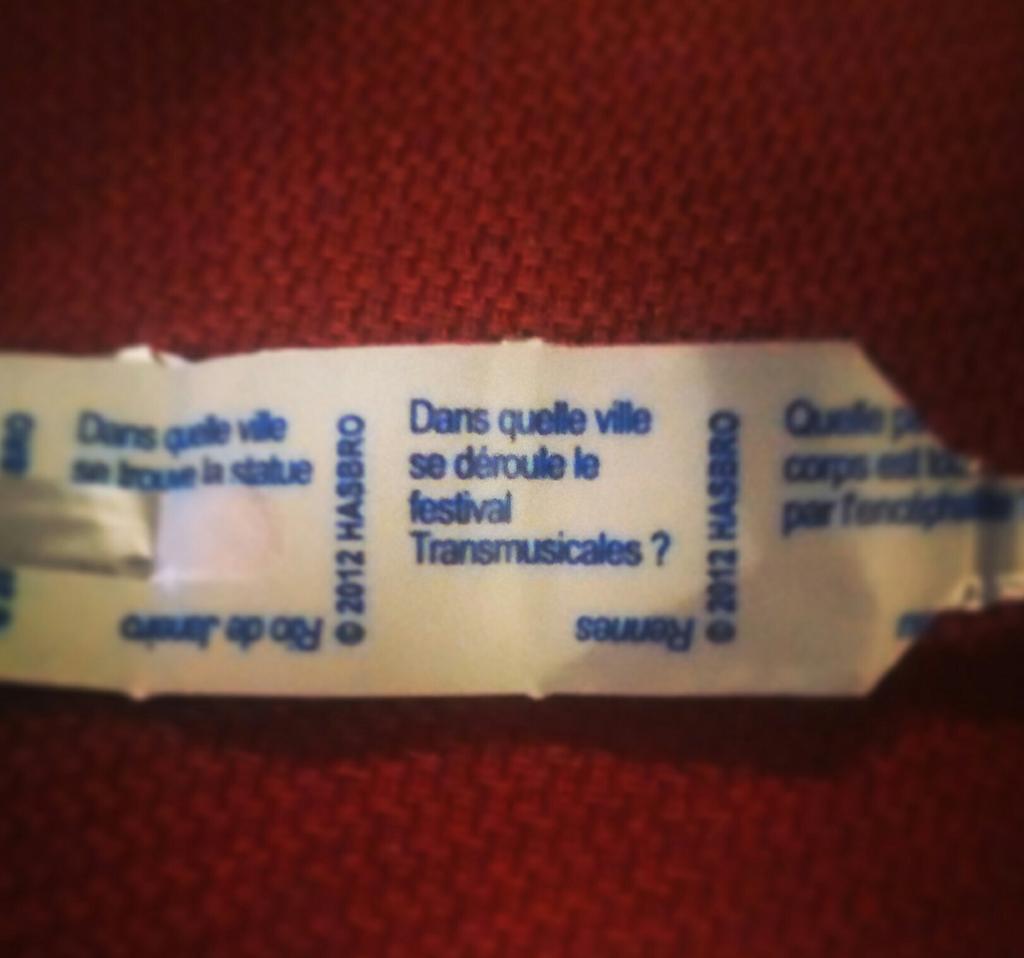 Dans quelle ville
se trouve la statue
Rio de Janeiro
© 2012 HASBRO
Dans quelle ville
se déroule le
festival
Transmusicales ?
Rennes
© 2012 HASBRO
Quelle
corps est
par